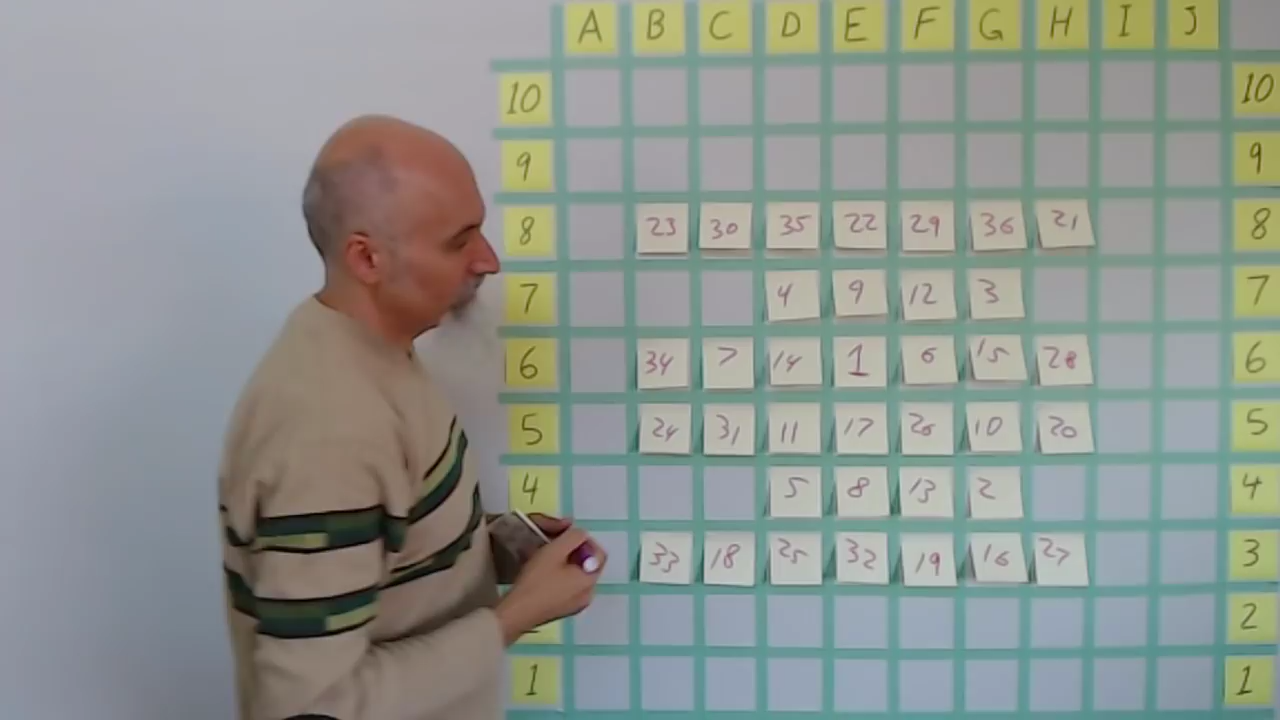 A B C D E F G H I J
10 10
9 9
8 23 30 35 22 29 36 21 8
7 4 9 12 3 7
6 34 7 14 1 6 15 28 6
5 24 31 11 17 26 10 20 5
4 5 8 13 2 4
3 33 18 25 32 19 16 27 3
2
1 1